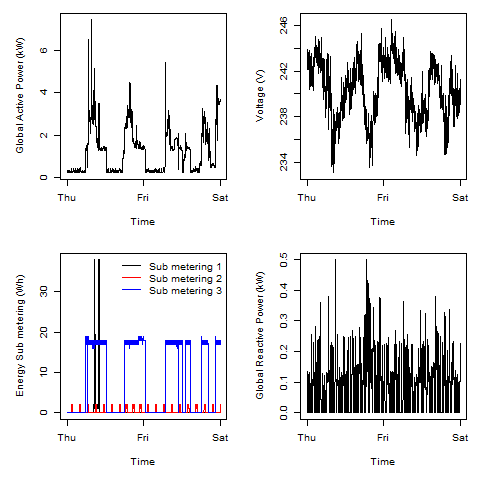 Global Active Power (kW)
0 2 4 6
Thu Fri Sat
Time
Voltage (V)
234 238 242 246
Thu Fri Sat
Time
Energy Sub metering (Wh)
0 10 20 30
Sub metering 1
Sub metering 2
Sub metering 3
Thu Fri Sat
Time
Global Reactive Power (kW)
0.0 0.1 0.2 0.3 0.4 0.5
Thu Fri Sat
Time